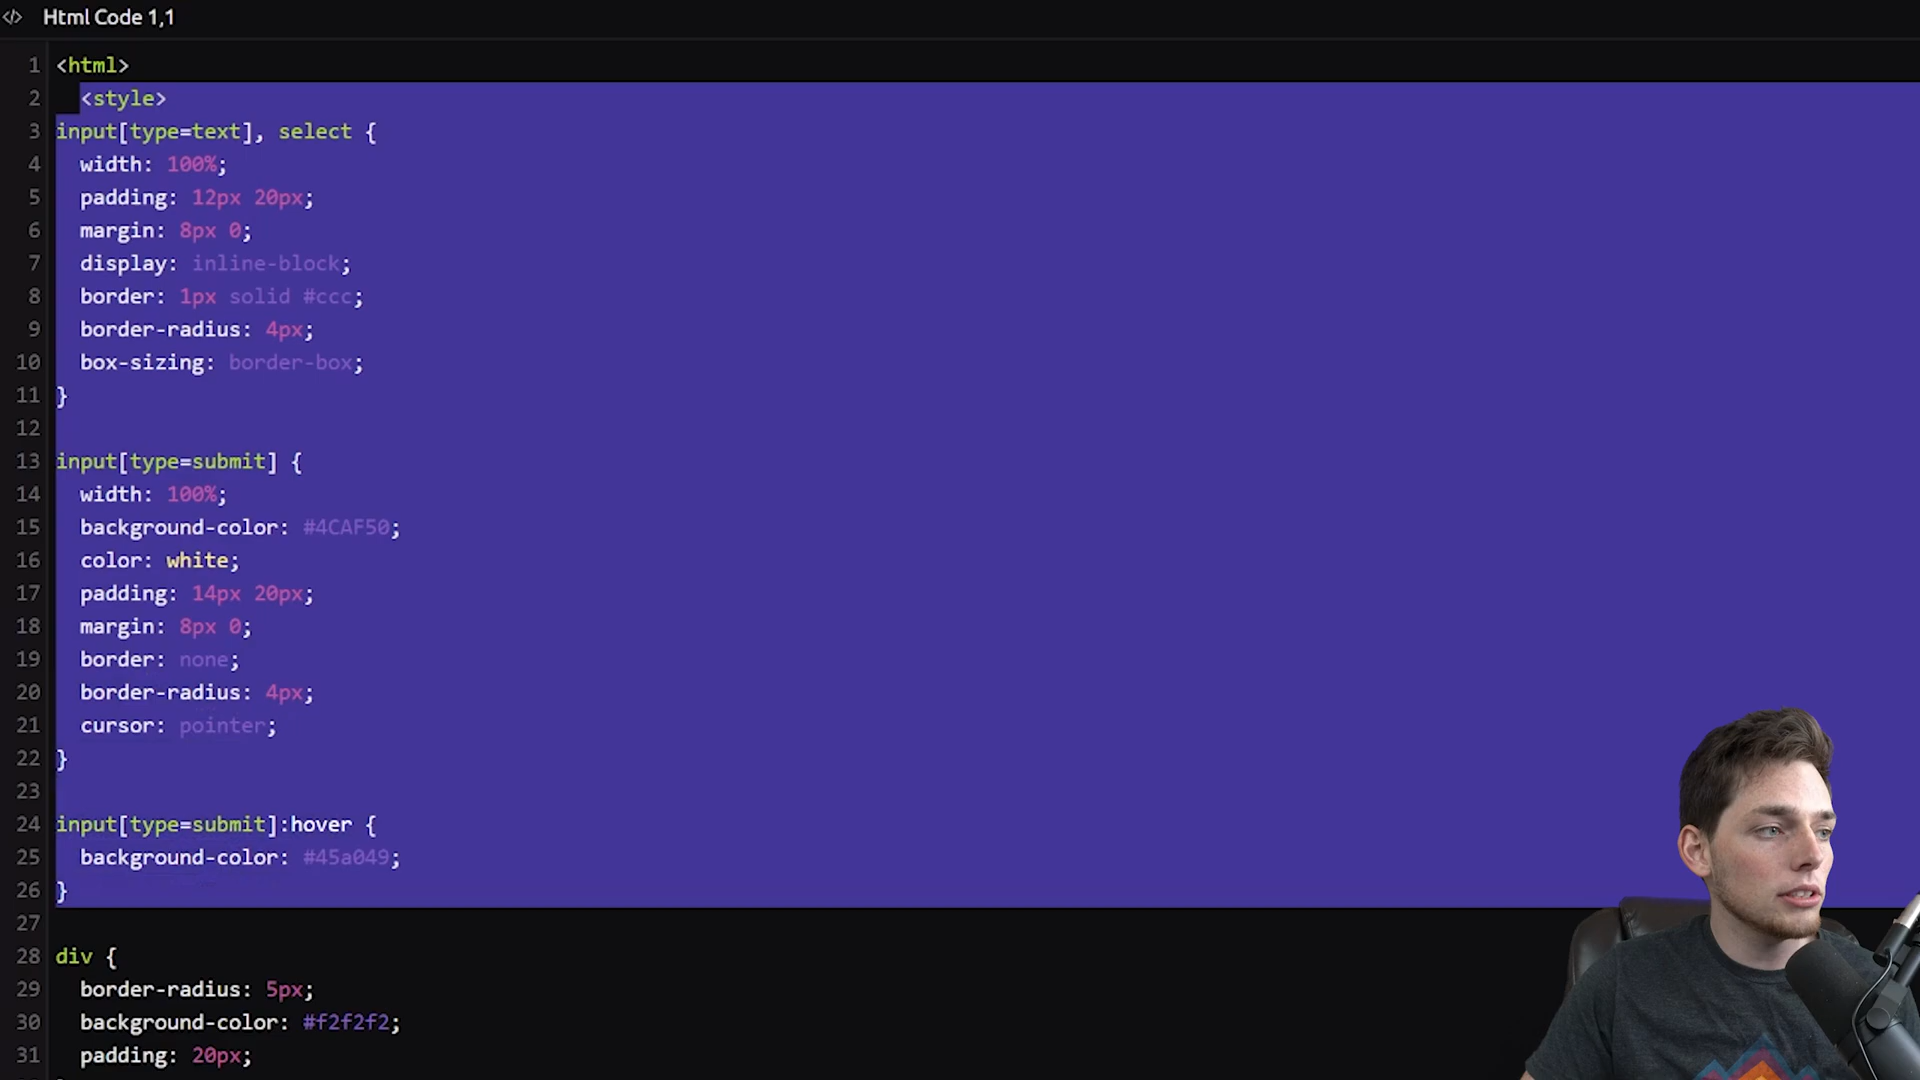 </> Html Code 1,1
1 <html>
2 <style>
3 input[type=text], select {
4 width: 100%;
5 padding: 12px 20px;
6 margin: 8px 0;
7 display: inline-block;
8 border: 1px solid #ccc;
9 border-radius: 4px;
10 box-sizing: border-box;
11 }
12
13 input[type=submit] {
14 width: 100%;
15 background-color: #4CAF50;
16 color: white;
17 padding: 14px 20px;
18 margin: 8px 0;
19 border: none;
20 border-radius: 4px;
21 cursor: pointer;
22 }
23
24 input[type=submit]:hover {
25 background-color: #45a049;
26 }
27
28 div {
29 border-radius: 5px;
30 background-color: #f2f2f2;
31 padding: 20px;